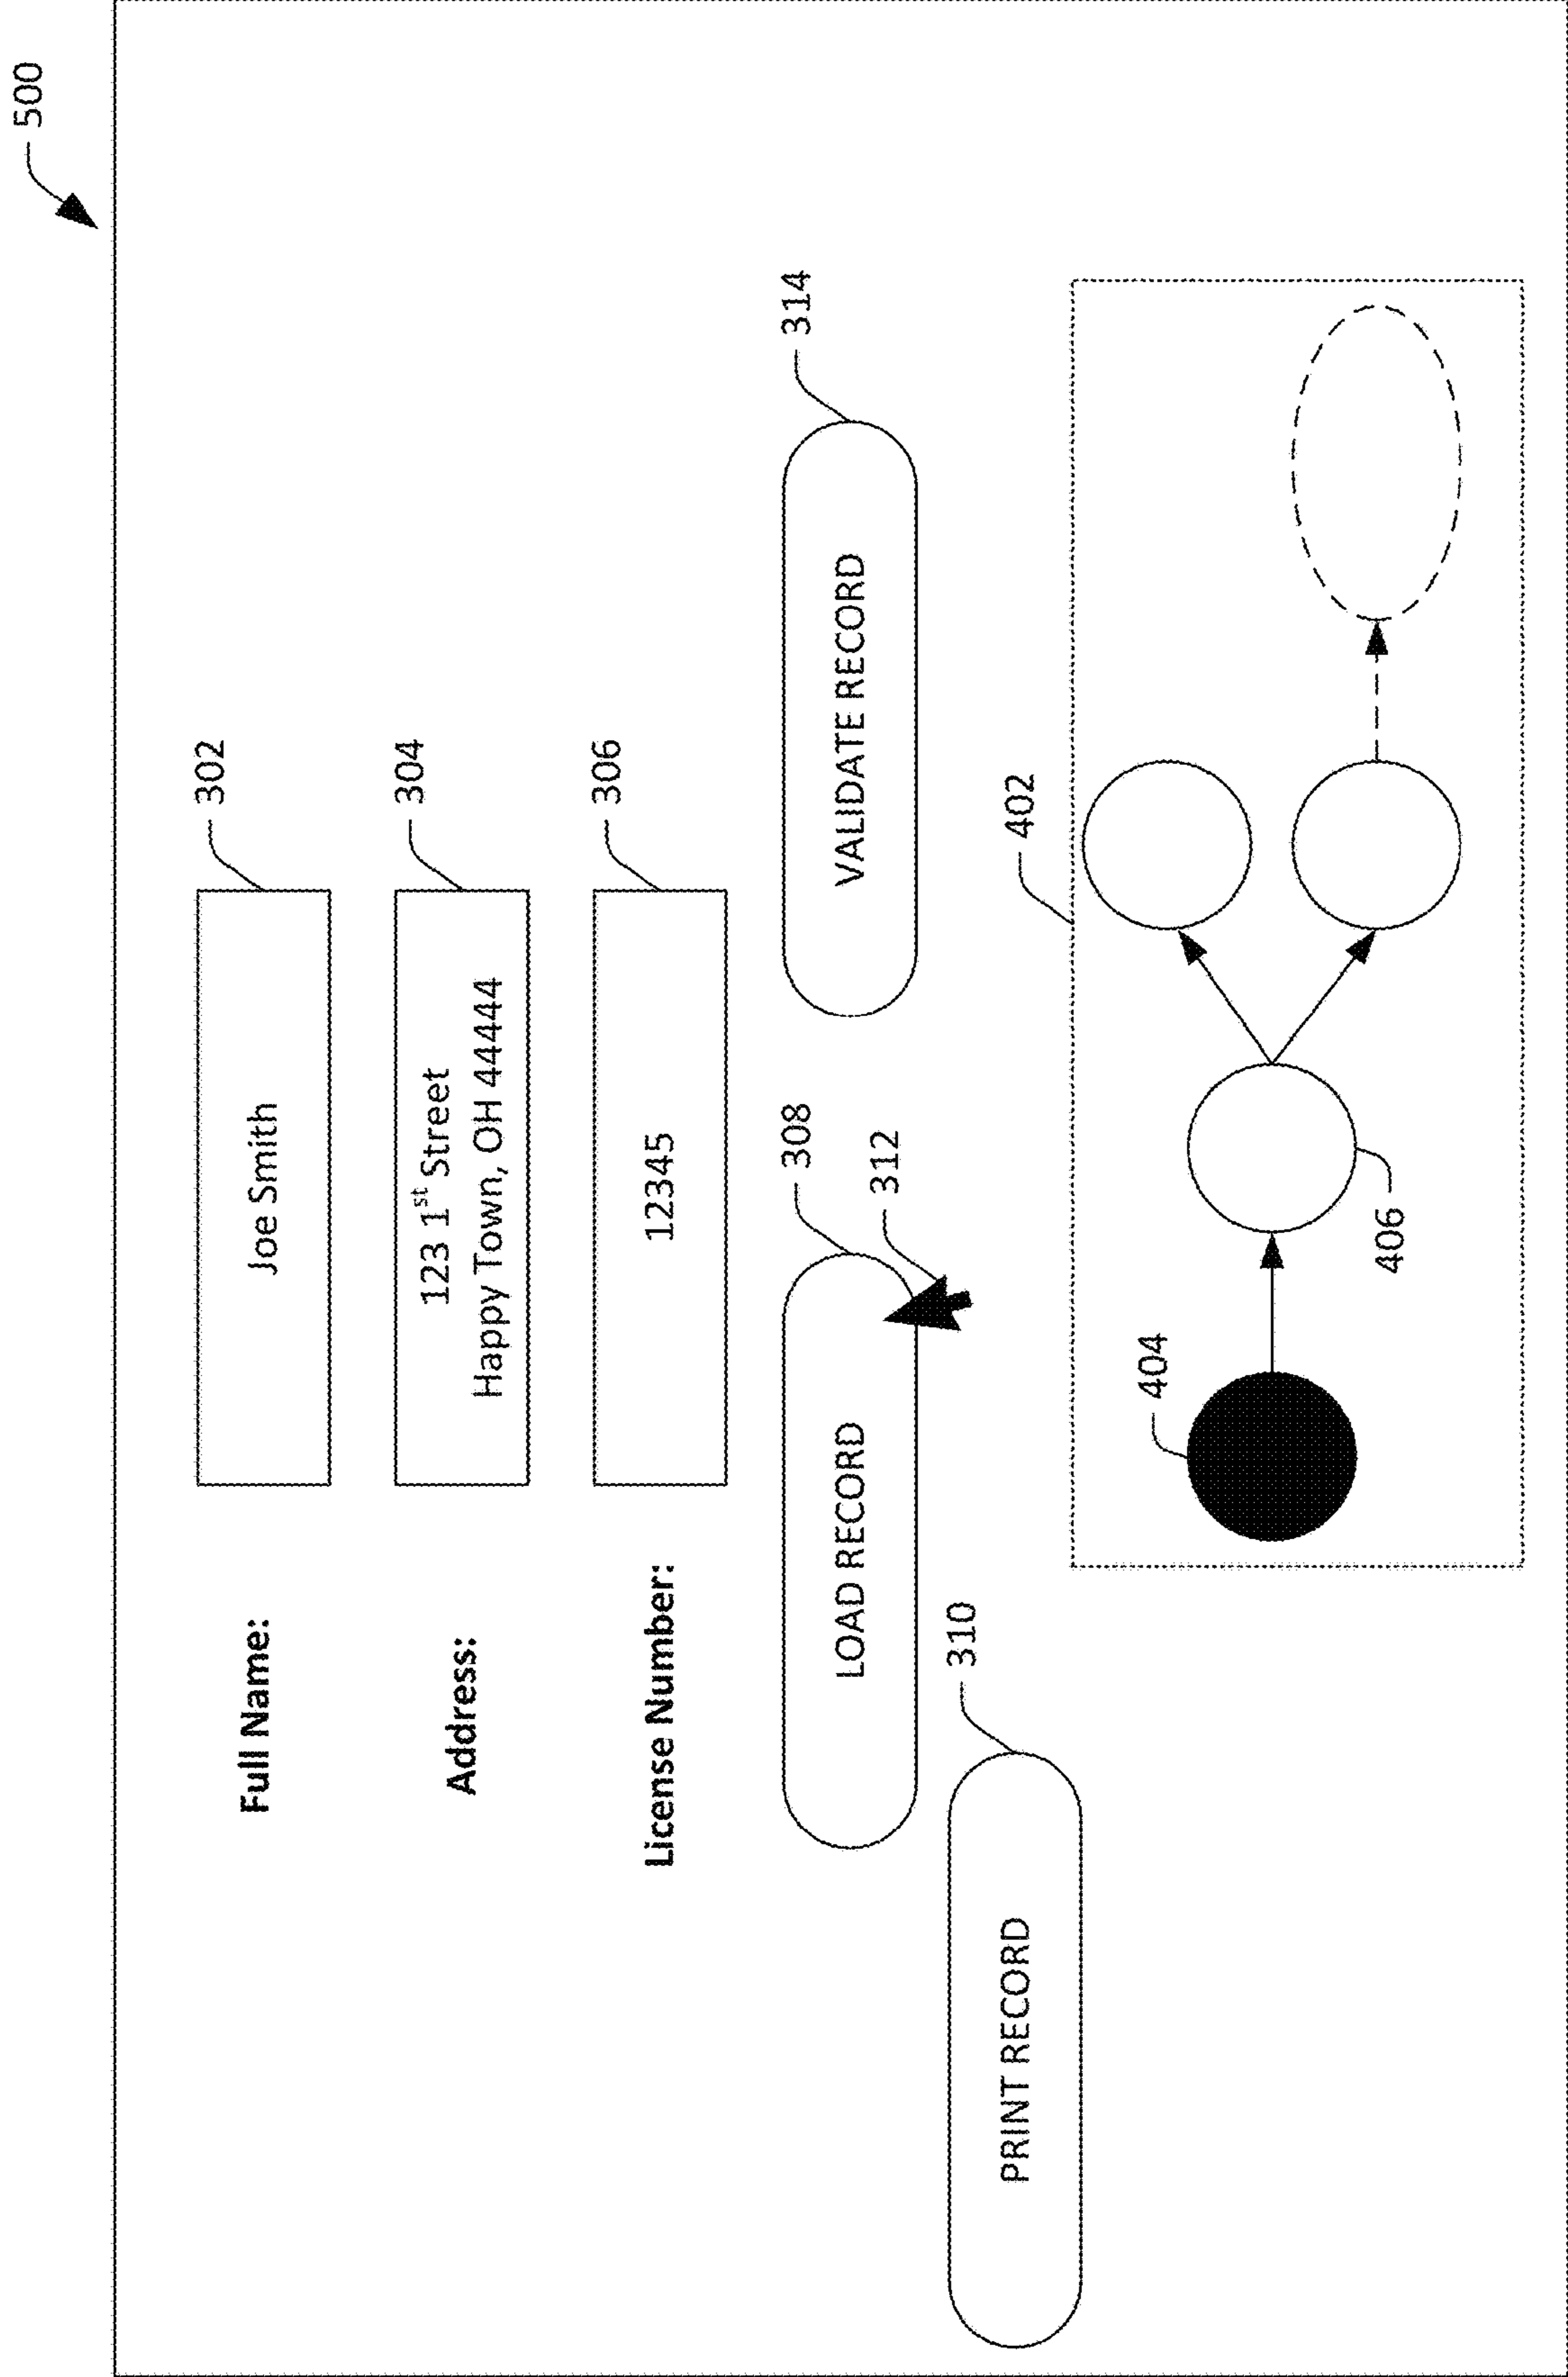 500
Full Name:
Joe Smith
302
Address:
123 1st Street
Happy Town, OH 44444
304
License Number:
12345
306
LOAD RECORD
308
312
VALIDATE RECORD
314
PRINT RECORD
310
402
404
406